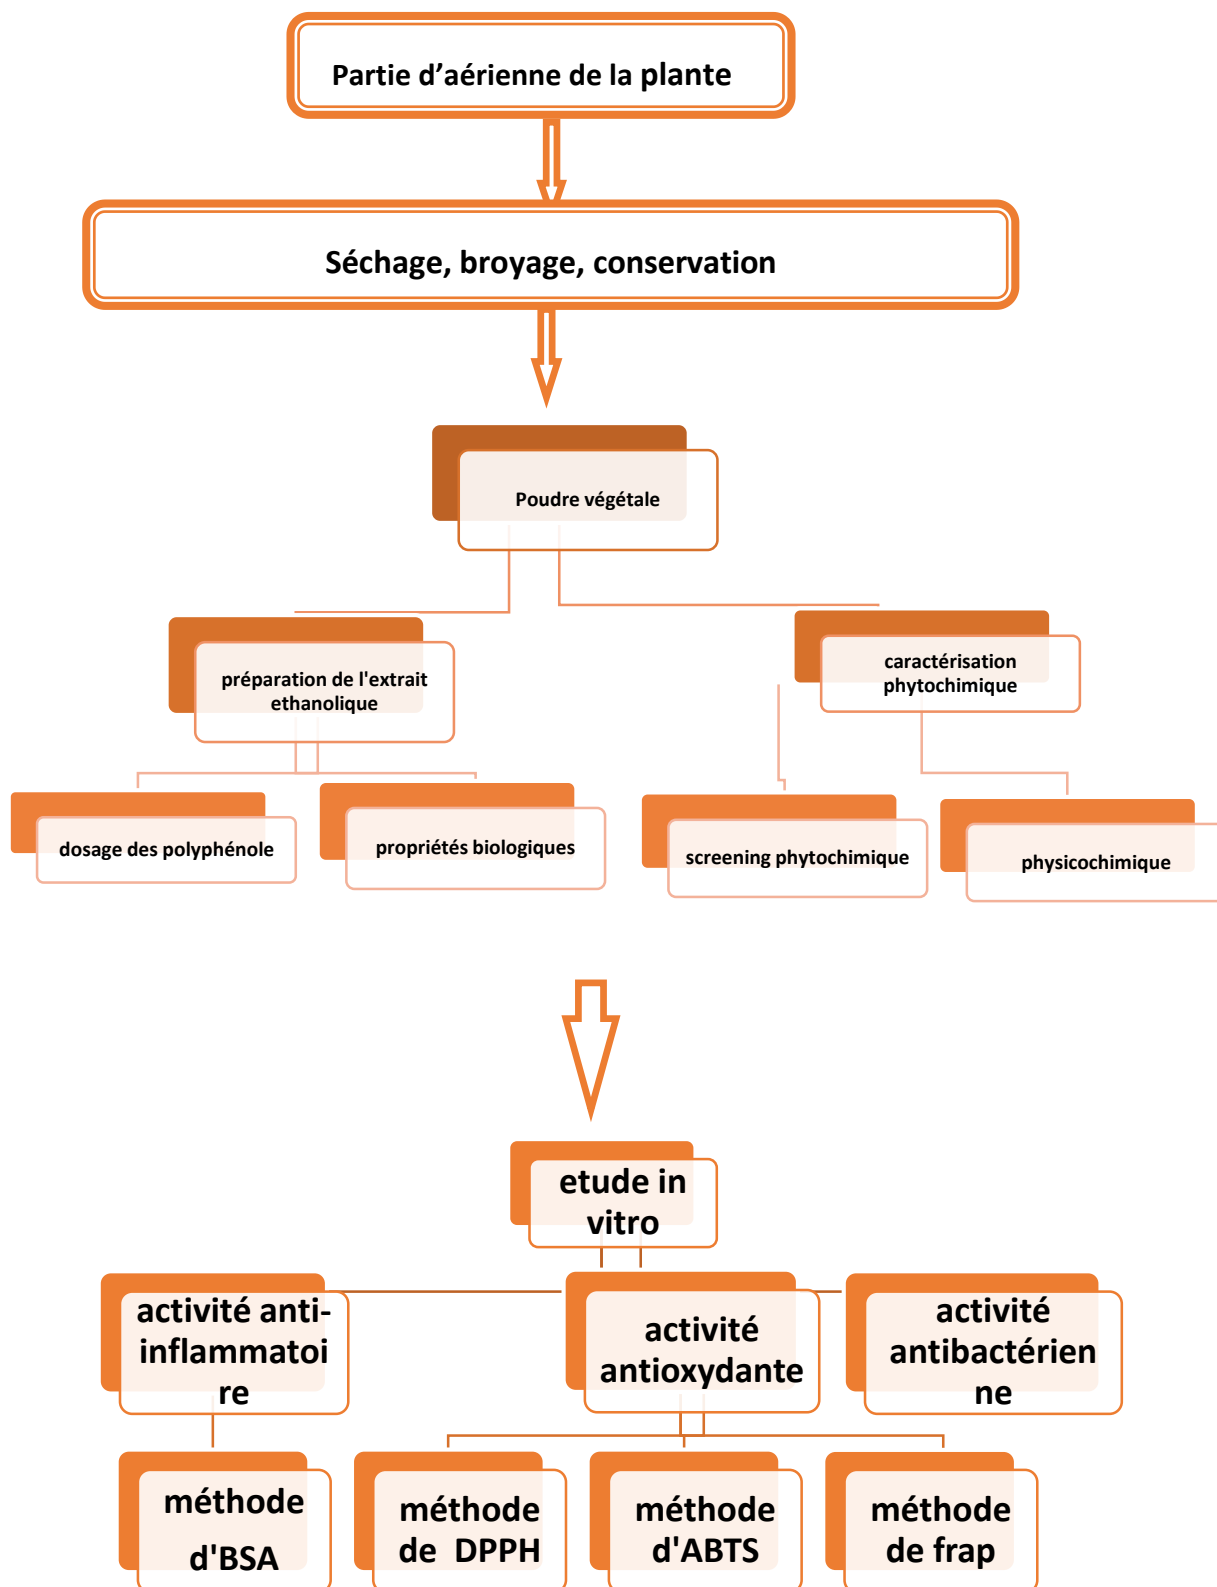 Partie d’aérienne de la plante
Séchage, broyage, conservation
Poudre végétale
préparation de l'extrait
ethanolique
caractérisation
phytochimique
dosage des polyphénole
propriétés biologiques
screening phytochimique
physicochimique
etude in
vitro
activité anti-
inflammatoi
re
activité
antioxydante
activité
antibactérien
ne
méthode
d'BSA
méthode
de DPPH
méthode
d'ABTS
méthode
de frap